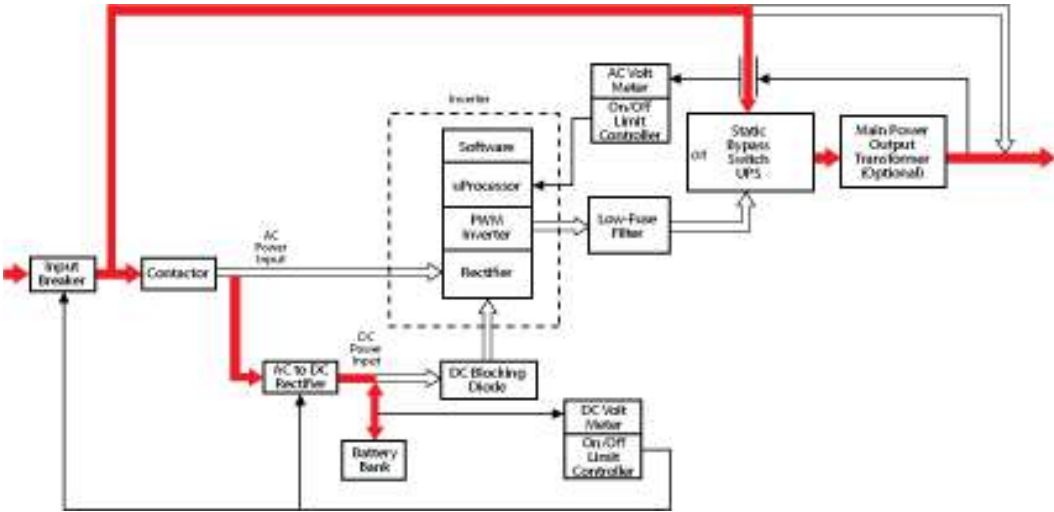 Inverter
AC Volt
Meter
On/Off
Limit
Controller
Software
uProcessor
PWM
Inverter
Rectifier
Static
Bypass
Switch
UPS
Main Power
Output
Transformer
(Optional)
Low-Fuse
Filter
AC
Power
Input
Input
Breaker
Contactor
DC
Power
Input
AC to DC
Rectifier
DC Blocking
Diode
Battery
Bank
DC Volt
Meter
On/Off
Limit
Controller